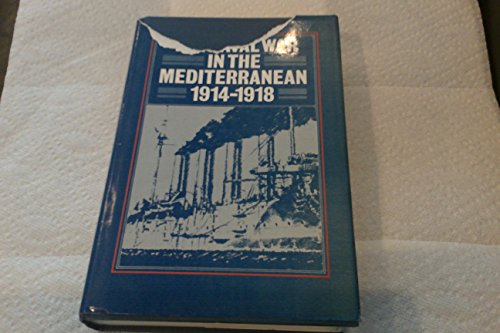 WAR
IN THE
MEDITERRANEAN
1914-1918